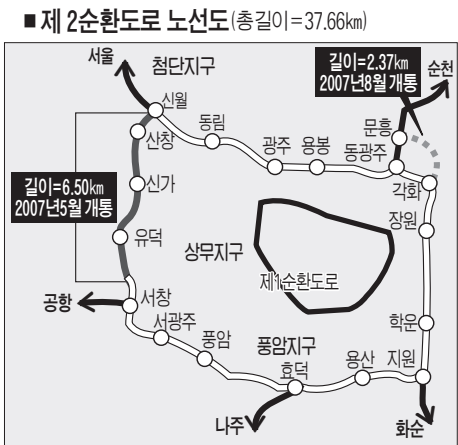 ■ 제 2순환도로 노선도(총길이=37.66km)
서울
첨단지구
길이=2.37km
2007년8월 개통
순천
신월
산창
동림
문흥
광주
용봉
동광주
각화
길이=6.50km
2007년5월 개통
신가
장원
유덕
상무지구
제1순환도로
공항
서창
서광주
풍암
풍암지구
학운
효덕
용산
지원
나주
화순